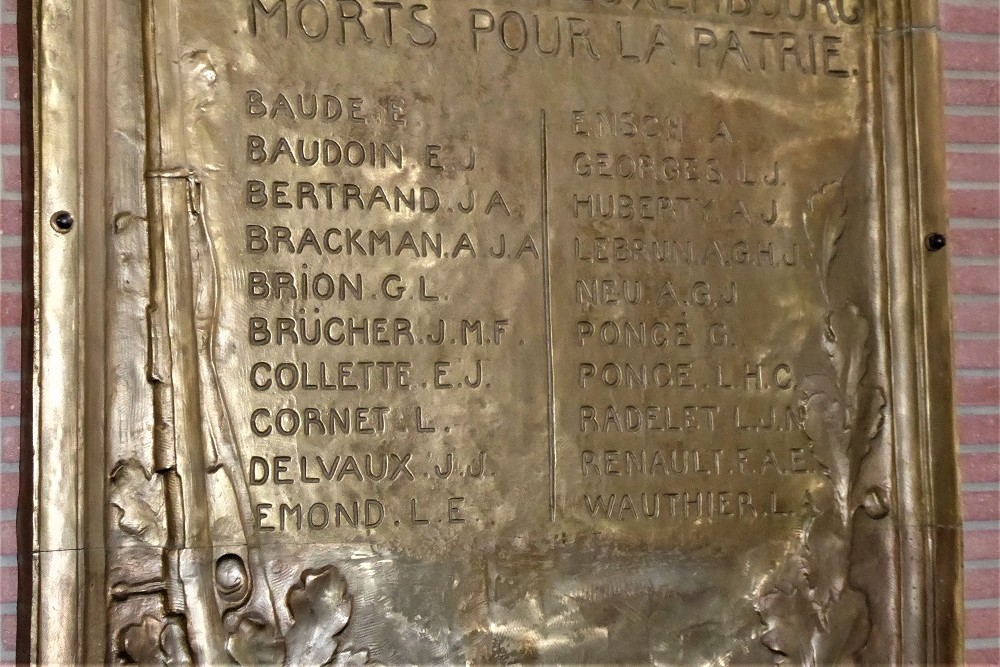 LUXEMBOURG
MORTS POUR LA PATRIE.
BAUDE.E.
BAUDOIN.E.J.
BERTRAND.J.A.
BRACKMAN.A.J.A
BRION.G.L.
BRÜCHER.J.M.F.
COLLETTE.E.J.
CORNET.L.
DELVAUX.J.J.
EMOND.L.E.
ENSCH.A
GEORGES.L.J.
HUBERTY.A.J
LEBRUN.A.G.H.J
NEU.A.G.J
PONCE G.
PONCE.L.H.C.
RADELET L.J.N
RENAULT.F.A.E
WAUTHIER.L.A